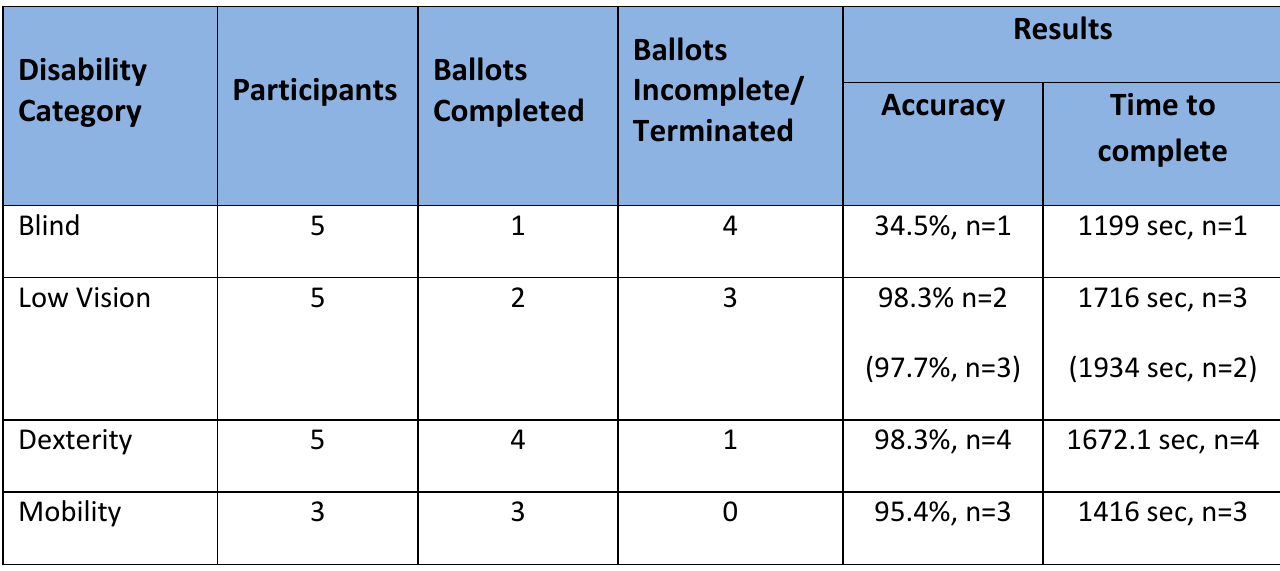 Disability
Category
Participants
Ballots
Completed
Ballots
Incomplete/
Terminated
Results
Accuracy
Time to
complete
Blind 5 1 4 34.5%, n=1 1199 sec, n=1
Low Vision 5 2 3 98.3% n=2 1716 sec, n=3
(97.7%, n=3) (1934 sec, n=2)
Dexterity 5 4 1 98.3%, n=4 1672.1 sec, n=4
Mobility 3 3 0 95.4%, n=3 1416 sec, n=3